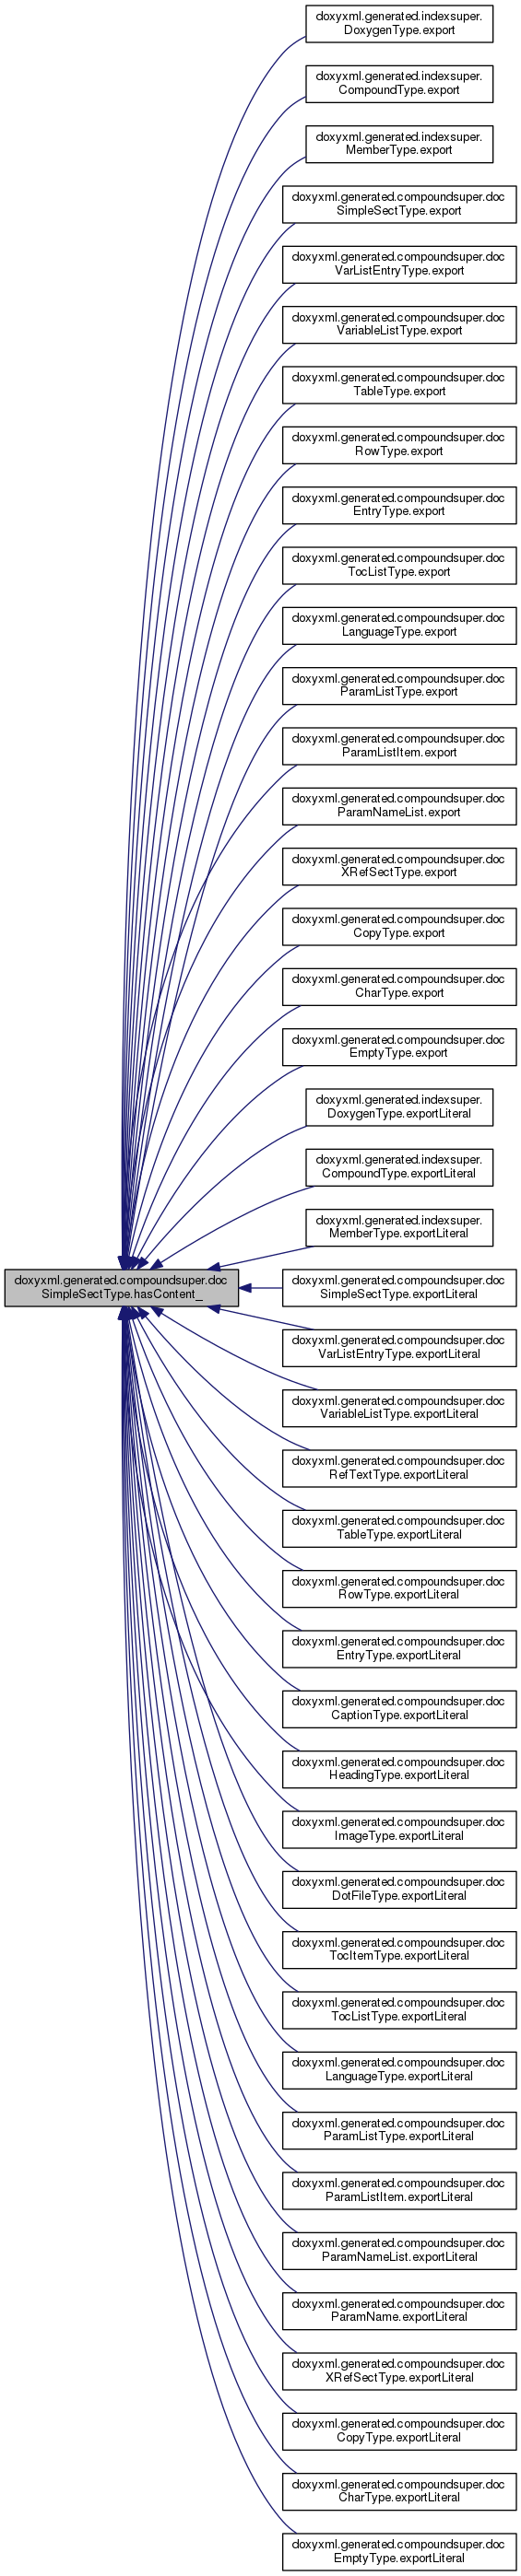 doxyxml.generated.indexsuper.
DoxygenType.export
doxyxml.generated.indexsuper.
CompoundType.export
doxyxml.generated.indexsuper.
MemberType.export
doxyxml.generated.compoundsuper.doc
SimpleSectType.export
doxyxml.generated.compoundsuper.doc
VarListEntryType.export
doxyxml.generated.compoundsuper.doc
VariableListType.export
doxyxml.generated.compoundsuper.doc
TableType.export
doxyxml.generated.compoundsuper.doc
RowType.export
doxyxml.generated.compoundsuper.doc
EntryType.export
doxyxml.generated.compoundsuper.doc
TocListType.export
doxyxml.generated.compoundsuper.doc
LanguageType.export
doxyxml.generated.compoundsuper.doc
ParamListType.export
doxyxml.generated.compoundsuper.doc
ParamListItem.export
doxyxml.generated.compoundsuper.doc
ParamNameList.export
doxyxml.generated.compoundsuper.doc
XRefSectType.export
doxyxml.generated.compoundsuper.doc
CopyType.export
doxyxml.generated.compoundsuper.doc
CharType.export
doxyxml.generated.compoundsuper.doc
EmptyType.export
doxyxml.generated.indexsuper.
DoxygenType.exportLiteral
doxyxml.generated.indexsuper.
CompoundType.exportLiteral
doxyxml.generated.indexsuper.
MemberType.exportLiteral
doxyxml.generated.compoundsuper.doc
SimpleSectType.hasContent_
doxyxml.generated.compoundsuper.doc
SimpleSectType.exportLiteral
doxyxml.generated.compoundsuper.doc
VarListEntryType.exportLiteral
doxyxml.generated.compoundsuper.doc
VariableListType.exportLiteral
doxyxml.generated.compoundsuper.doc
RefTextType.exportLiteral
doxyxml.generated.compoundsuper.doc
TableType.exportLiteral
doxyxml.generated.compoundsuper.doc
RowType.exportLiteral
doxyxml.generated.compoundsuper.doc
EntryType.exportLiteral
doxyxml.generated.compoundsuper.doc
CaptionType.exportLiteral
doxyxml.generated.compoundsuper.doc
HeadingType.exportLiteral
doxyxml.generated.compoundsuper.doc
ImageType.exportLiteral
doxyxml.generated.compoundsuper.doc
DotFileType.exportLiteral
doxyxml.generated.compoundsuper.doc
TocItemType.exportLiteral
doxyxml.generated.compoundsuper.doc
TocListType.exportLiteral
doxyxml.generated.compoundsuper.doc
LanguageType.exportLiteral
doxyxml.generated.compoundsuper.doc
ParamListType.exportLiteral
doxyxml.generated.compoundsuper.doc
ParamListItem.exportLiteral
doxyxml.generated.compoundsuper.doc
ParamNameList.exportLiteral
doxyxml.generated.compoundsuper.doc
ParamName.exportLiteral
doxyxml.generated.compoundsuper.doc
XRefSectType.exportLiteral
doxyxml.generated.compoundsuper.doc
CopyType.exportLiteral
doxyxml.generated.compoundsuper.doc
CharType.exportLiteral
doxyxml.generated.compoundsuper.doc
EmptyType.exportLiteral